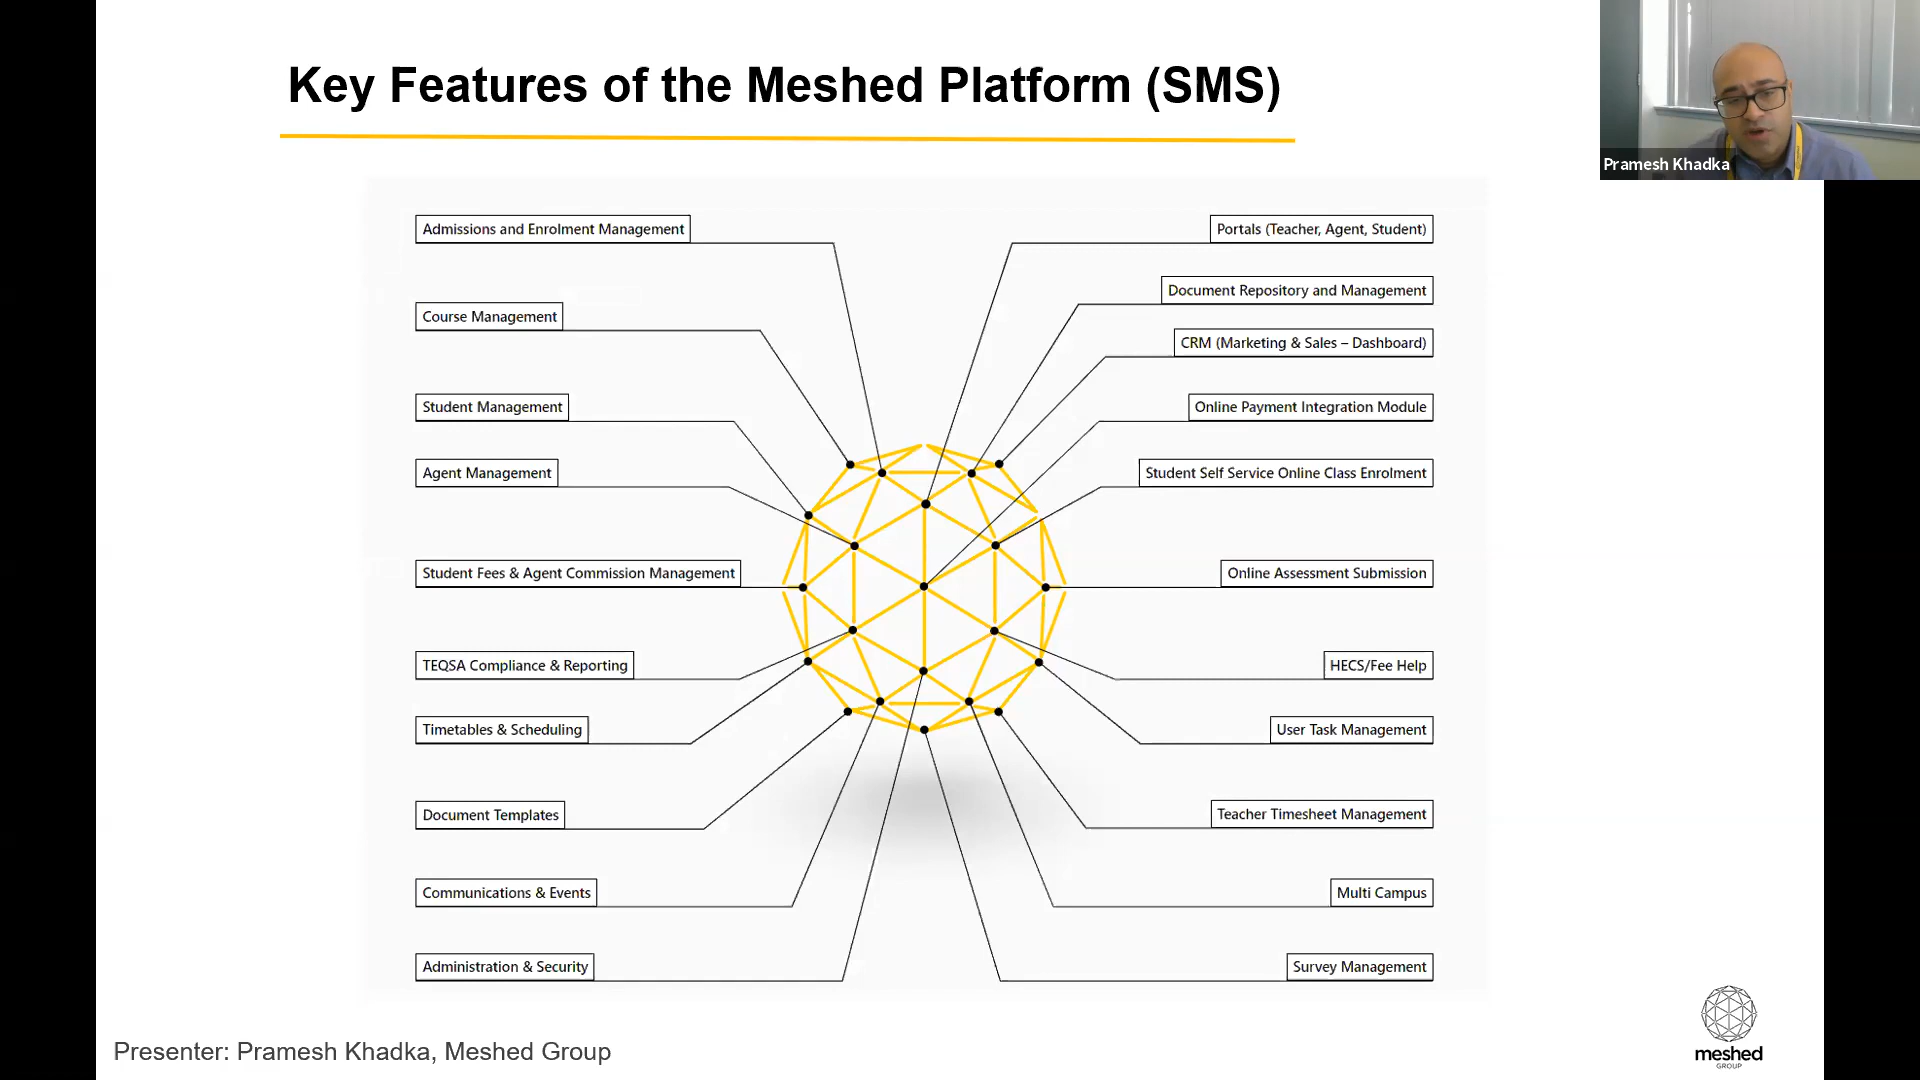 Key Features of the Meshed Platform (SMS)
Pramesh Khadka
Admissions and Enrolment Management
Course Management
Student Management
Agent Management
Student Fees & Agent Commission Management
TEQSA Compliance & Reporting
Timetables & Scheduling
Document Templates
Communications & Events
Administration & Security
Portals (Teacher, Agent, Student)
Document Repository and Management
CRM (Marketing & Sales – Dashboard)
Online Payment Integration Module
Student Self Service Online Class Enrolment
Online Assessment Submission
HECS/Fee Help
User Task Management
Teacher Timesheet Management
Multi Campus
Survey Management
Presenter: Pramesh Khadka, Meshed Group
meshed
GROUP